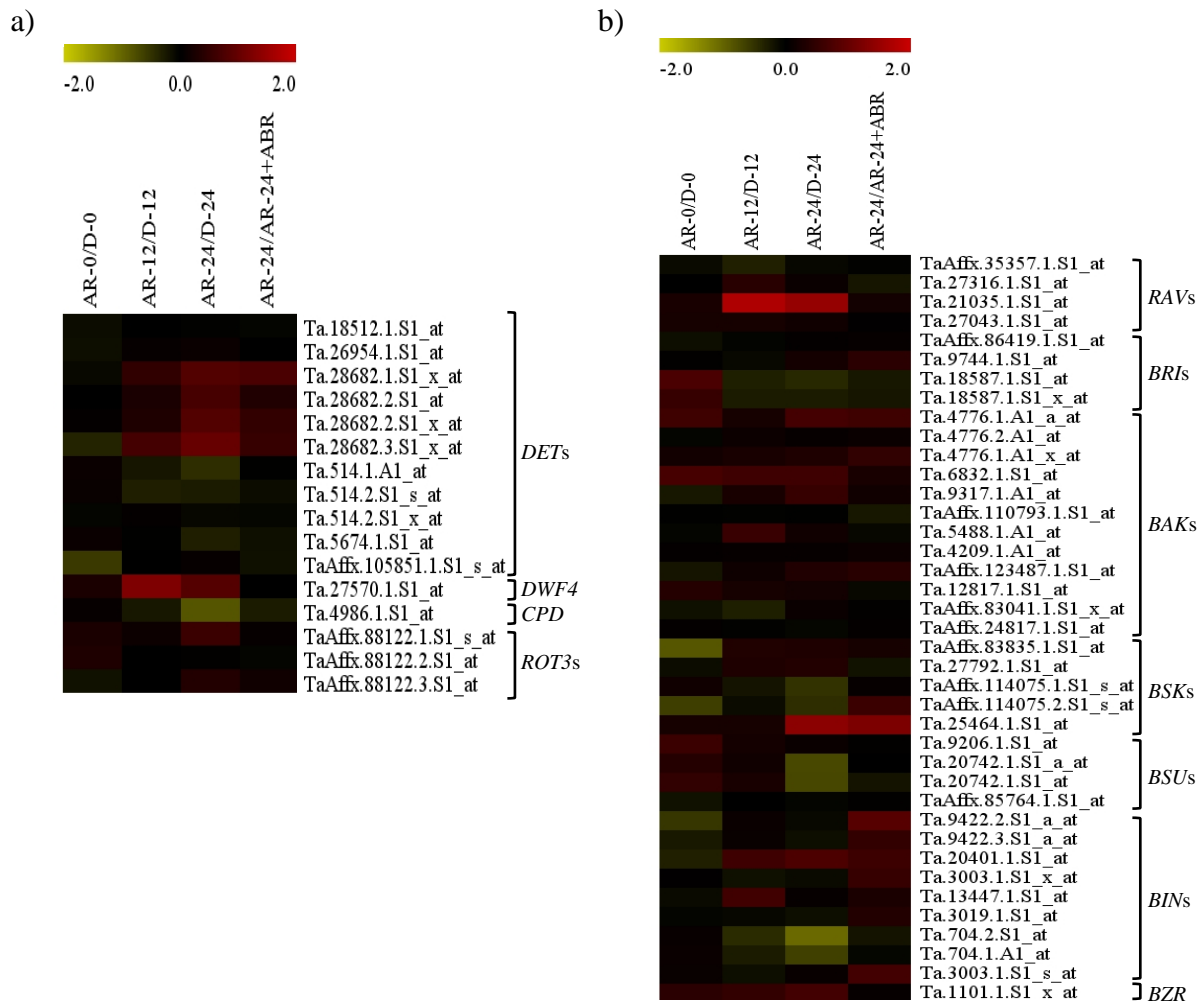 a)
-2.0 0.0 2.0
AR-0/D-0
AR-12/D-12
AR-24/D-24
AR-24/AR-24+ABR
Ta.18512.1.S1_at
Ta.26954.1.S1_at
Ta.28682.1.S1_x_at
Ta.28682.2.S1_at
Ta.28682.2.S1_x_at
Ta.28682.3.S1_x_at
Ta.514.1.A1_at
Ta.514.2.S1_s_at
Ta.514.2.S1_x_at
Ta.5674.1.S1_at
TaAffx.105851.1.S1_s_at
DETs
Ta.27570.1.S1_at
DWF4
Ta.4986.1.S1_at
CPD
TaAffx.88122.1.S1_s_at
TaAffx.88122.2.S1_at
TaAffx.88122.3.S1_at
ROT3s
b)
-2.0 0.0 2.0
AR-0/D-0
AR-12/D-12
AR-24/D-24
AR-24/AR-24+ABR
TaAffx.35357.1.S1_at
Ta.27316.1.S1_at
Ta.21035.1.S1_at
Ta.27043.1.S1_at
RAVs
TaAffx.86419.1.S1_at
Ta.9744.1.S1_at
Ta.18587.1.S1_at
Ta.18587.1.S1_x_at
BRIs
Ta.4776.1.A1_a_at
Ta.4776.2.A1_at
Ta.4776.1.A1_x_at
Ta.6832.1.S1_at
Ta.9317.1.A1_at
TaAffx.110793.1.S1_at
Ta.5488.1.A1_at
Ta.4209.1.A1_at
TaAffx.123487.1.S1_at
Ta.12817.1.S1_at
TaAffx.83041.1.S1_x_at
TaAffx.24817.1.S1_at
BAKs
TaAffx.83835.1.S1_at
Ta.27792.1.S1_at
TaAffx.114075.1.S1_s_at
TaAffx.114075.2.S1_s_at
Ta.25464.1.S1_at
BSKs
Ta.9206.1.S1_at
Ta.20742.1.S1_a_at
Ta.20742.1.S1_at
TaAffx.85764.1.S1_at
BSUs
Ta.9422.2.S1_a_at
Ta.9422.3.S1_a_at
Ta.20401.1.S1_at
Ta.3003.1.S1_x_at
Ta.13447.1.S1_at
Ta.3019.1.S1_at
Ta.704.2.S1_at
Ta.704.1.A1_at
Ta.3003.1.S1_s_at
BINs
Ta.1101.1.S1_x_at
BZR